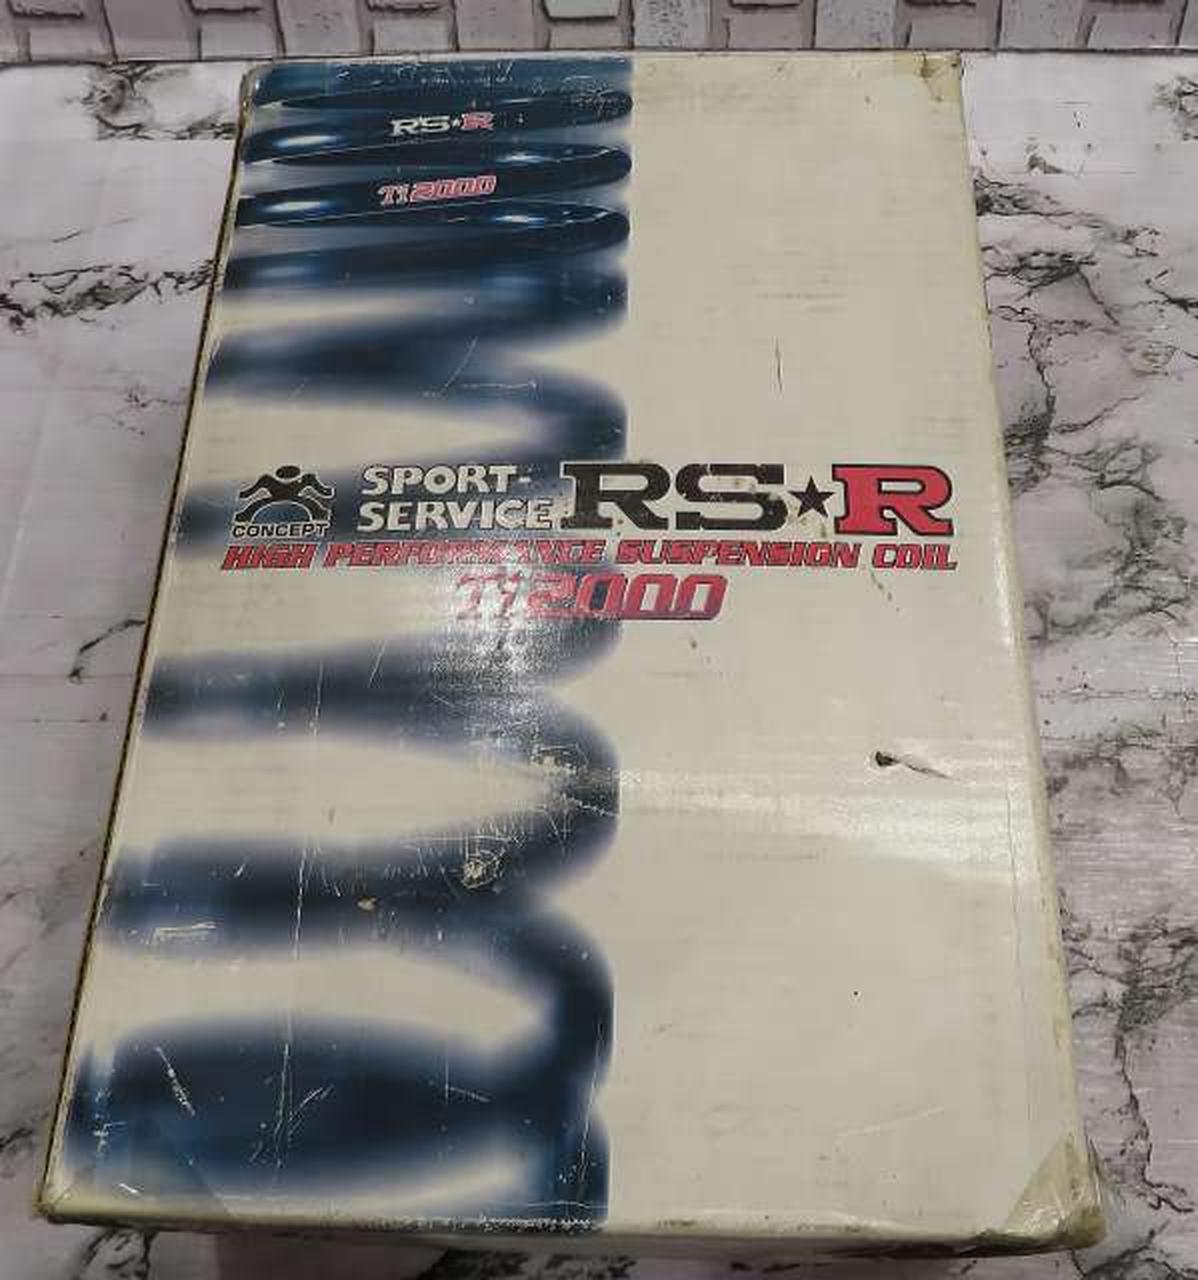 RS★R
Ti2000
SPORT-
SERVICE RS★R
CONCEPT
HIGH PERFORMANCE SUSPENSION COIL
Ti2000